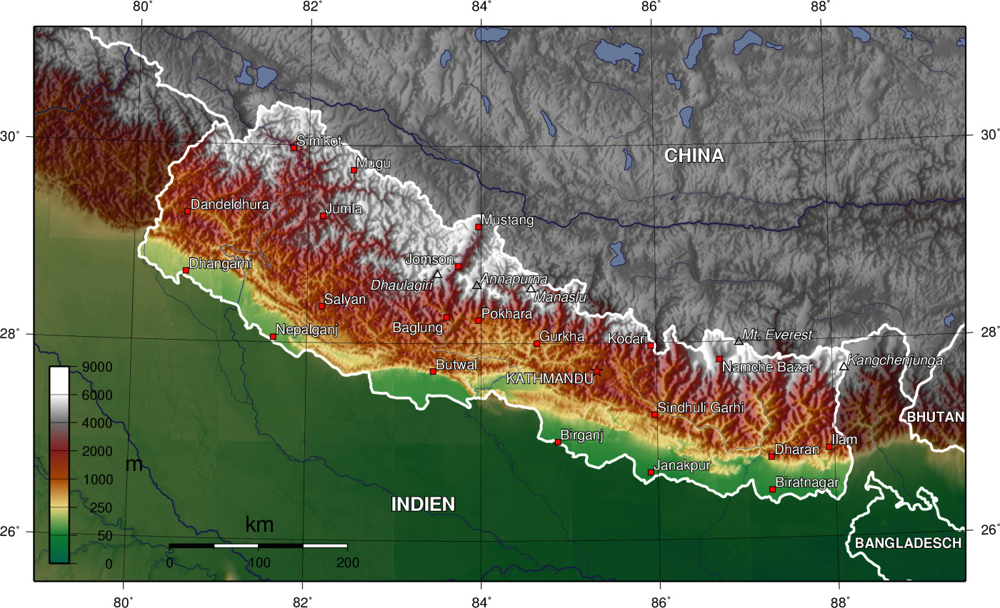 80°
82°
84°
86°
88°
30°
30°
Simikot
CHINA
Mugu
Dandeldhura
Jumla
Mustang
Jomson
Dhangarhi
Annapurna
Dhaulagiri
Manaslu
Salyan
Pokhara
Baglung
Nepalganj
Gurkha
Kodari
Mt. Everest
28°
28°
Kangchenjunga
Butwal
Namche Bazar
KATHMANDU
9000
6000
4000
2000
m
1000
250
50
0
Sindhuli Garhi
BHUTAN
Birganj
Ilam
Dharan
Janakpur
Biratnagar
INDIEN
km
0
100
200
26°
26°
BANGLADESCH
80°
82°
84°
86°
88°